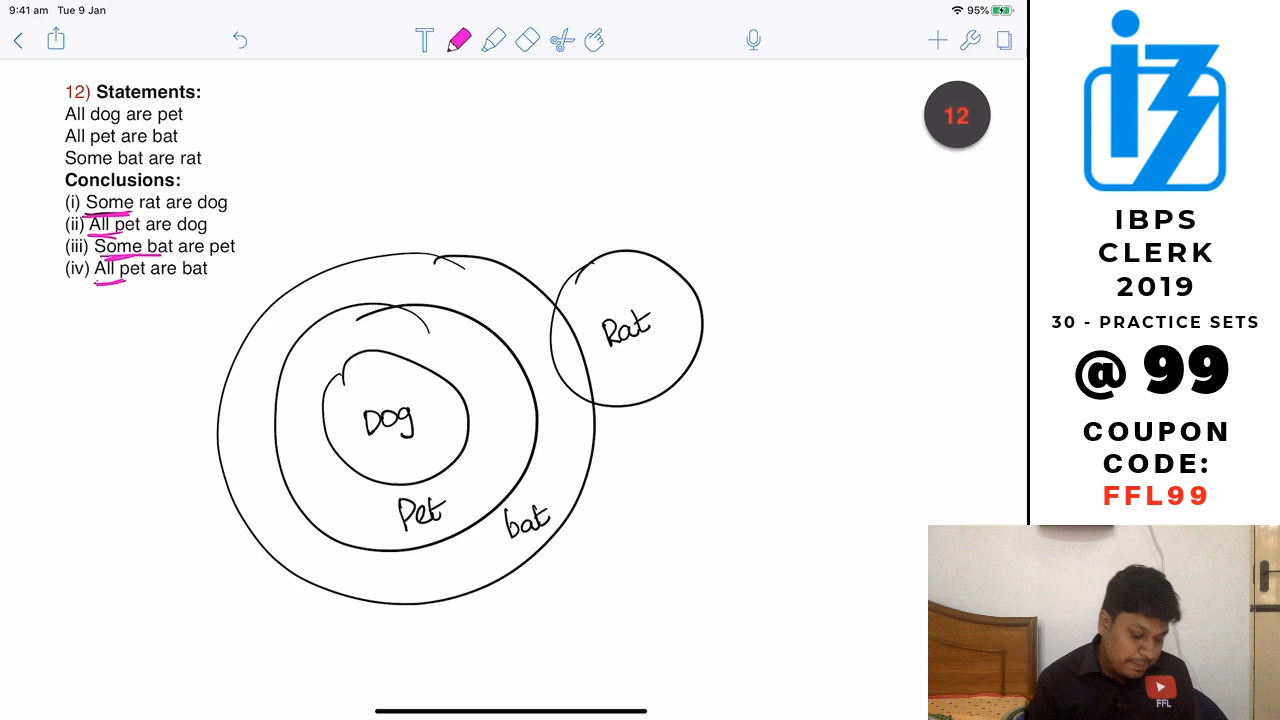 9:41 am Tue 9 Jan
95%
12) Statements:
All dog are pet
All pet are bat
Some bat are rat
Conclusions:
(i) Some rat are dog
(ii) All pet are dog
(iii) Some bat are pet
(iv) All pet are bat
12
Rat
Dog
Pet
bat
IBPS
CLERK
2019
30 - PRACTICE SETS
@ 99
COUPON
CODE:
FFL99
FFL